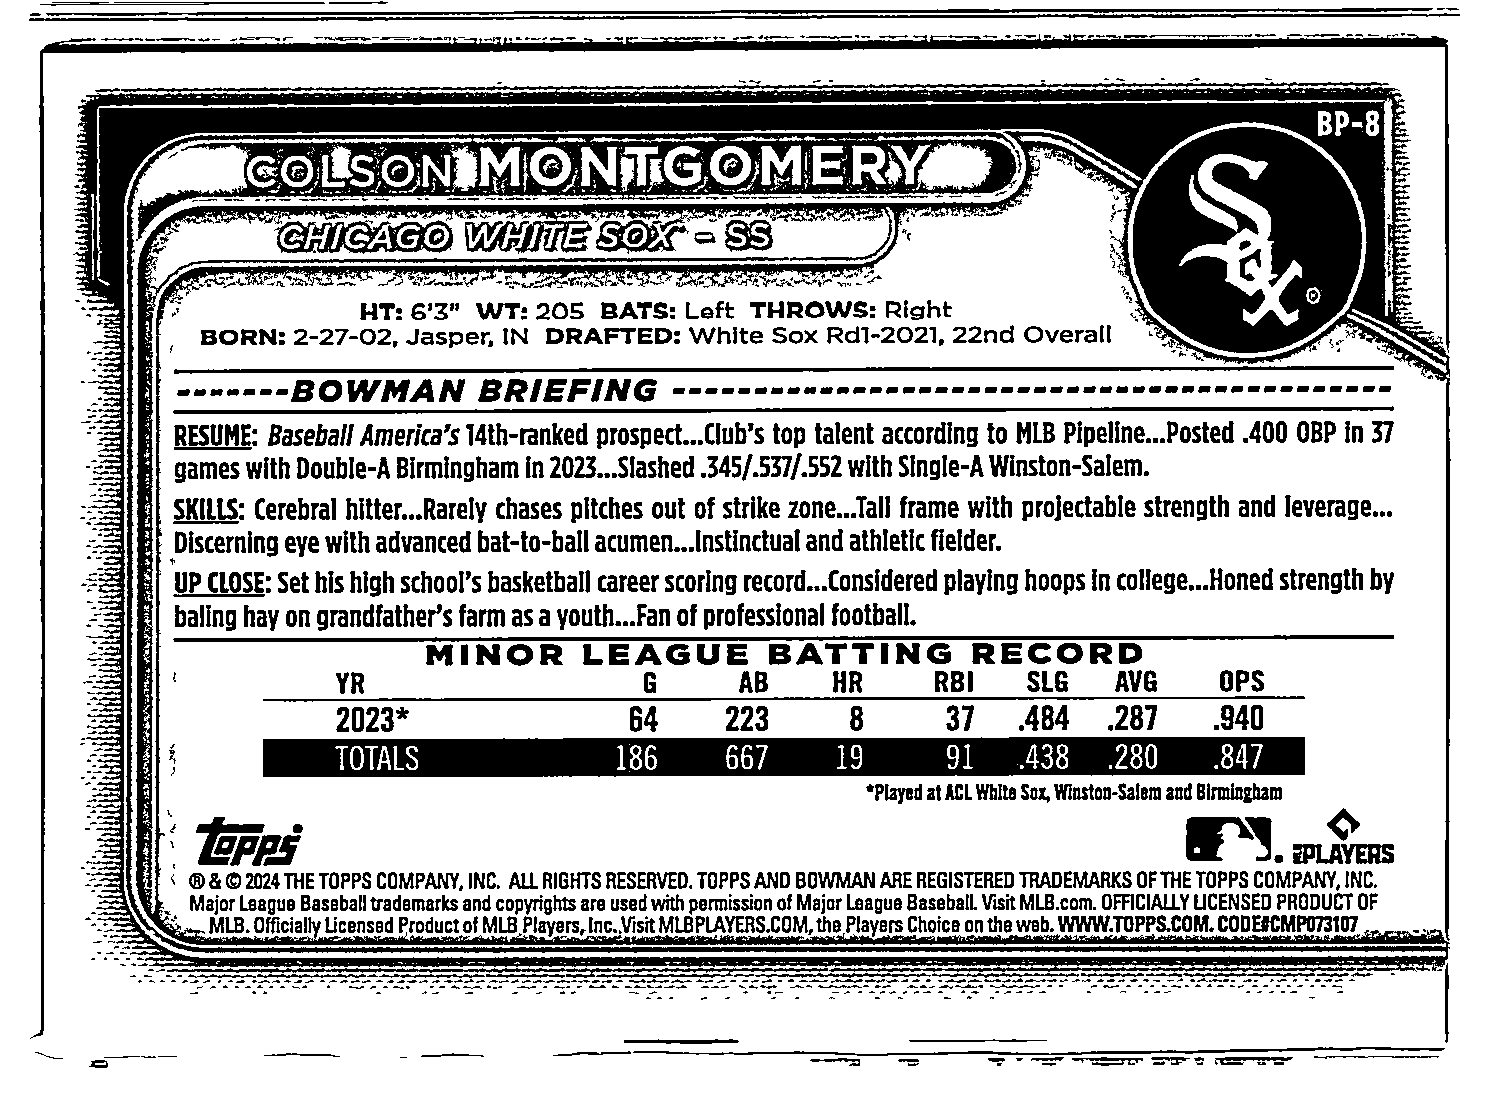 BP-8
COLSON MONTGOMERY
CHICAGO WHITE SOX™ - SS
SOX ®
HT: 6'3" WT: 205 BATS: Left THROWS: Right
BORN: 2-27-02, Jasper, IN DRAFTED: White Sox Rd1-2021, 22nd Overall
BOWMAN BRIEFING
RESUME: Baseball America's 14th-ranked prospect...Club's top talent according to MLB Pipeline...Posted .400 OBP in 37
games with Double-A Birmingham in 2023...Slashed .345/.537/.552 with Single-A Winston-Salem.
SKILLS: Cerebral hitter...Rarely chases pitches out of strike zone...Tall frame with projectable strength and leverage...
Discerning eye with advanced bat-to-ball acumen...Instinctual and athletic fielder.
UP CLOSE: Set his high school's basketball career scoring record...Considered playing hoops in college...Honed strength by
baling hay on grandfather's farm as a youth...Fan of professional football.
MINOR LEAGUE BATTING RECORD
YR G AB HR RBI SLG AVG OPS
2023* 64 223 8 37 .484 .287 .940
TOTALS 186 667 19 91 .438 .280 .847
*Played at ACL White Sox, Winston-Salem and Birmingham
topps
PLAYERS
® & © 2024 THE TOPPS COMPANY, INC. ALL RIGHTS RESERVED. TOPPS AND BOWMAN ARE REGISTERED TRADEMARKS OF THE TOPPS COMPANY, INC.
Major League Baseball trademarks and copyrights are used with permission of Major League Baseball. Visit MLB.com. OFFICIALLY LICENSED PRODUCT OF
MLB. Officially Licensed Product of MLB Players, Inc. Visit MLBPLAYERS.COM, the Players Choice on the web. WWW.TOPPS.COM. CODE#CMP073107